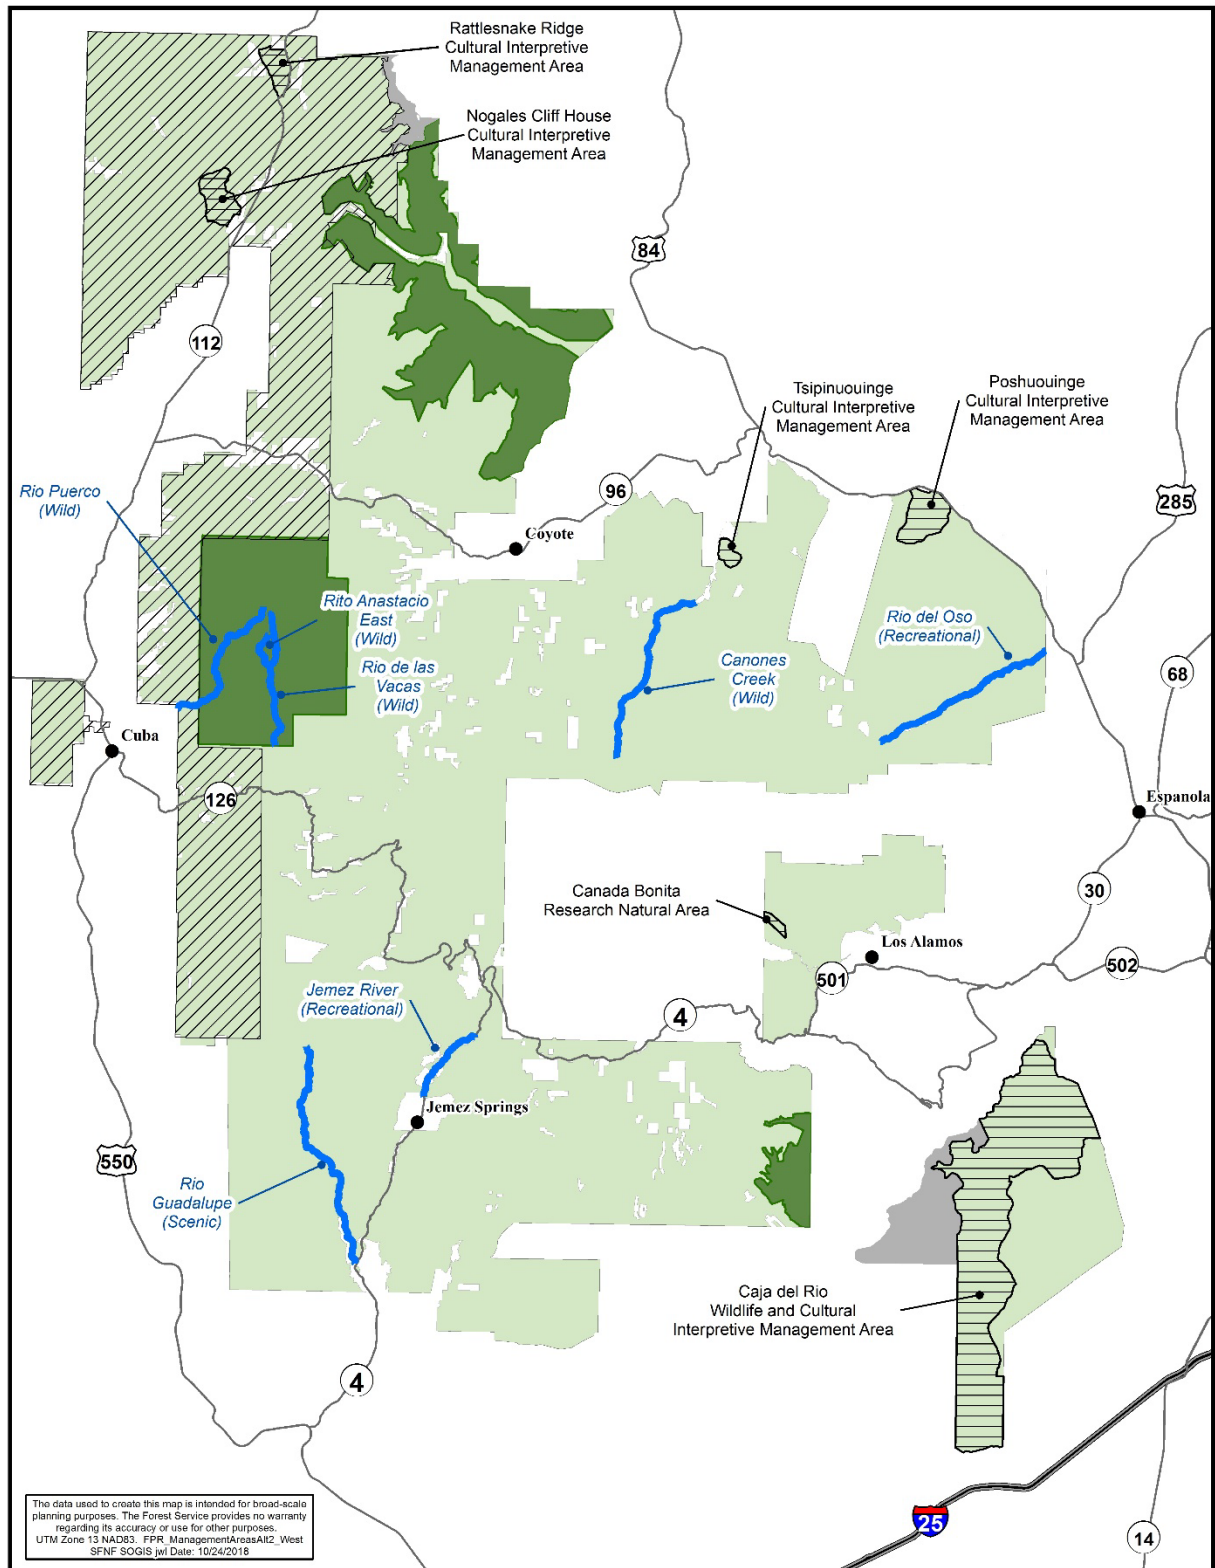 Rattlesnake Ridge
Cultural Interpretive
Management Area
Nogales Cliff House
Cultural Interpretive
Management Area
84
112
Tsipinuouinge
Cultural Interpretive
Management Area
Poshuouinge
Cultural Interpretive
Management Area
Rio Puerco
(Wild)
96
285
Coyote
Rito Anastacio
East
(Wild)
Rio de las
Vacas
(Wild)
Canones
Creek
(Wild)
Rio del Oso
(Recreational)
68
Cuba
126
Espanola
Canada Bonita
Research Natural Area
30
Los Alamos
501
502
Jemez River
(Recreational)
4
Jemez Springs
550
Rio
Guadalupe
(Scenic)
Caja del Rio
Wildlife and Cultural
Interpretive Management Area
4
25
14
The data used to create this map is intended for broad-scale
planning purposes. The Forest Service provides no warranty
regarding its accuracy or use for other purposes.
UTM Zone 13 NAD83. FPR_ManagementAreasAlt2_West
SFNF SOGIS jwl Date: 10/24/2018